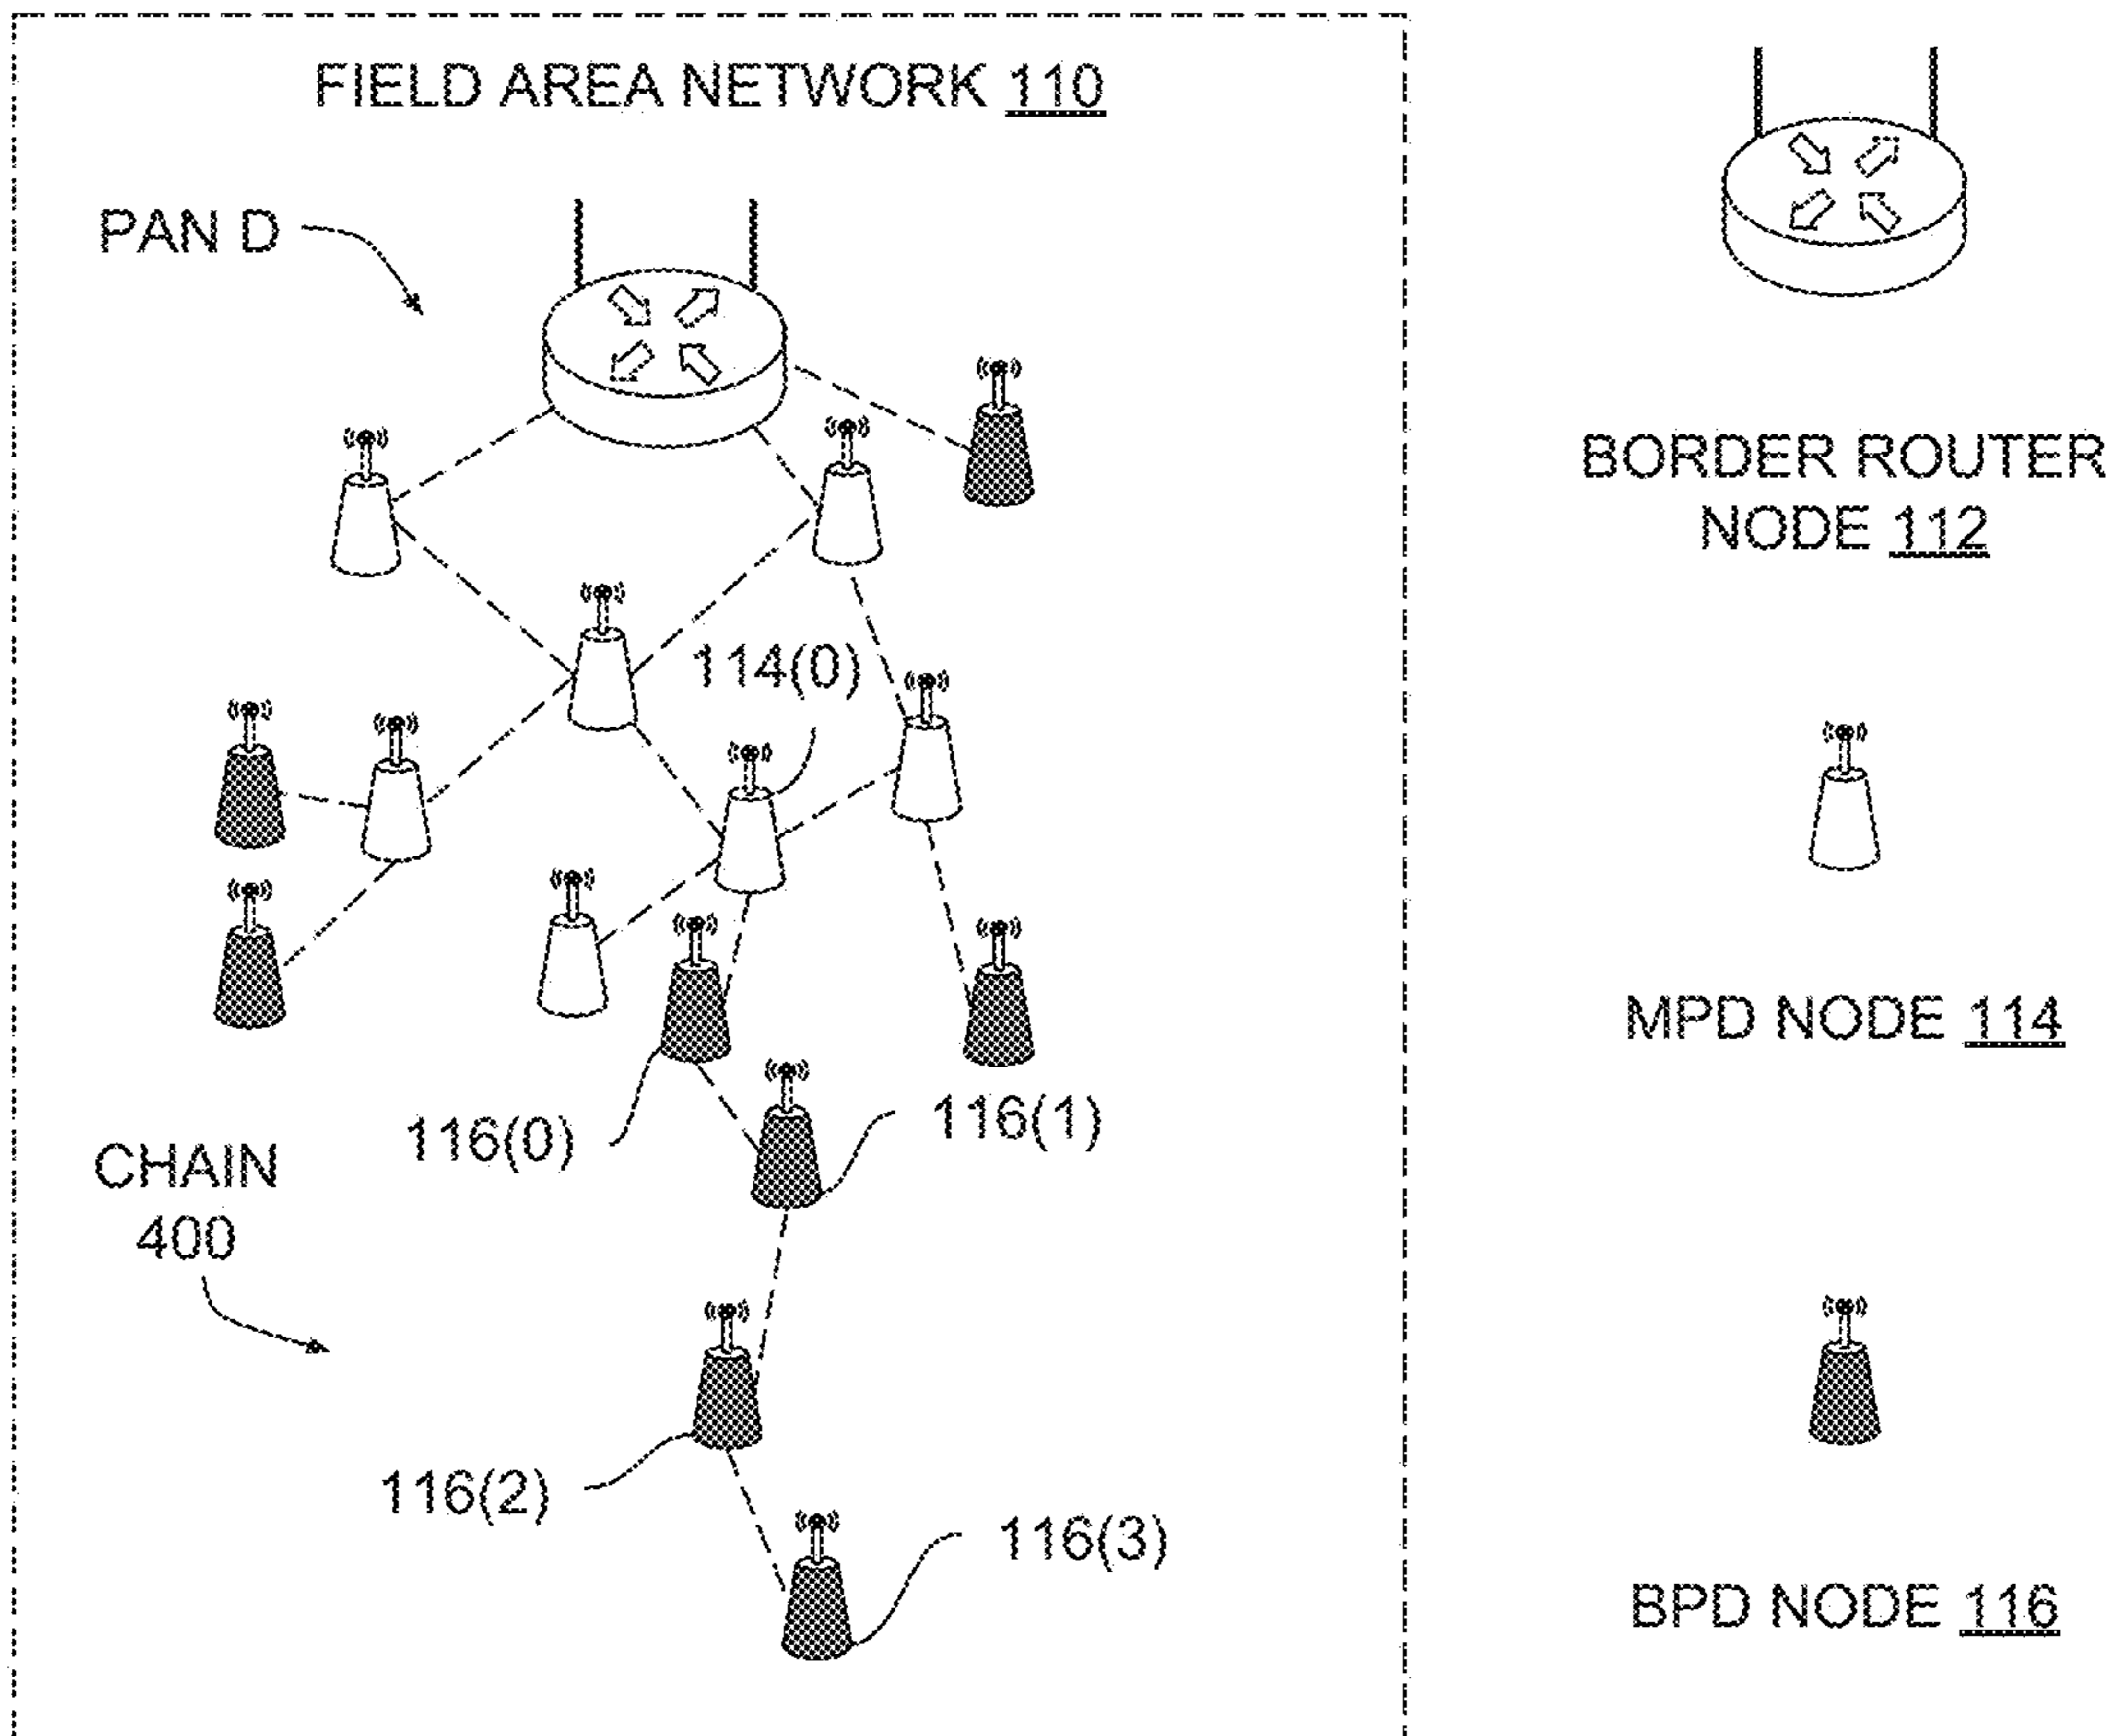 FIELD AREA NETWORK 110
PAN D
114(0)
116(0)
116(1)
CHAIN
400
116(2)
116(3)
BORDER ROUTER
NODE 112
MPD NODE 114
BPD NODE 116